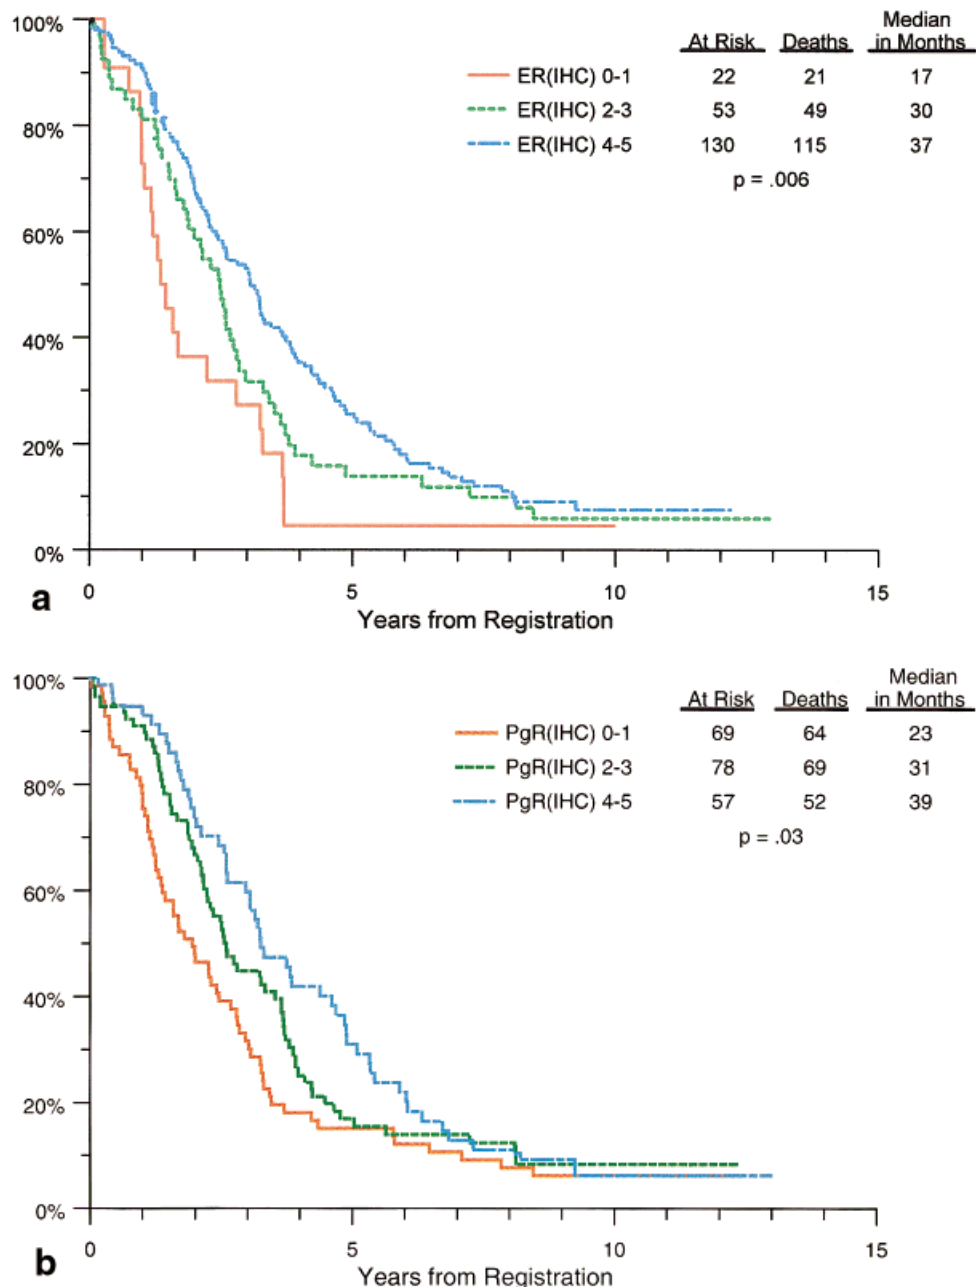 Median
At Risk Deaths in Months
ER(IHC) 0-1 22 21 17
ER(IHC) 2-3 53 49 30
ER(IHC) 4-5 130 115 37
p = .006
100%
80%
60%
40%
20%
0%
0 5 10 15
a
Years from Registration
Median
At Risk Deaths in Months
PgR(IHC) 0-1 69 64 23
PgR(IHC) 2-3 78 69 31
PgR(IHC) 4-5 57 52 39
p = .03
100%
80%
60%
40%
20%
0%
0 5 10 15
b
Years from Registration